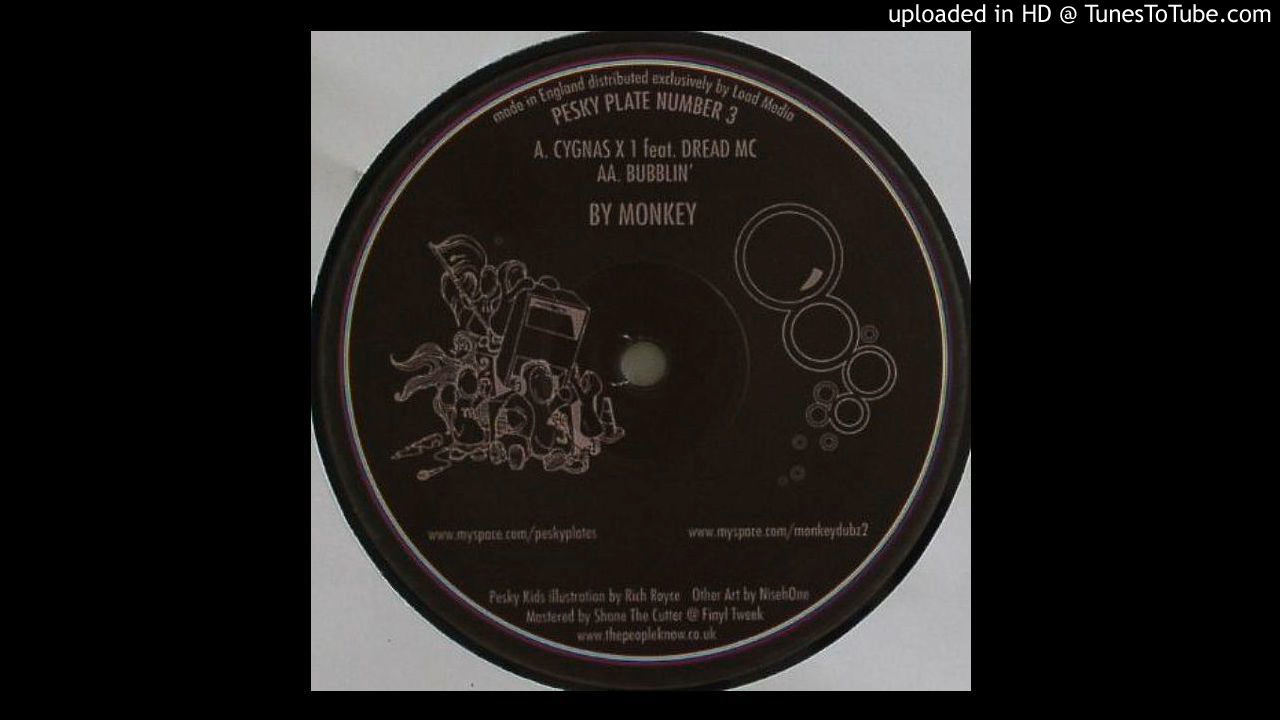 uploaded in HD @ TunesToTube.com
made in England distributed exclusively by Load Media
PESKY PLATE NUMBER 3
A. CYGNAS X 1 feat. DREAD MC
AA. BUBBLIN'
BY MONKEY
www.myspace.com/peskyplates
www.myspace.com/monkeydubz2
Pesky Kids illustration by Rich Royce Other Art by NisehOne
Mastered by Shane The Cutter @ Finyl Tweek
www.thepeopleknow.co.uk